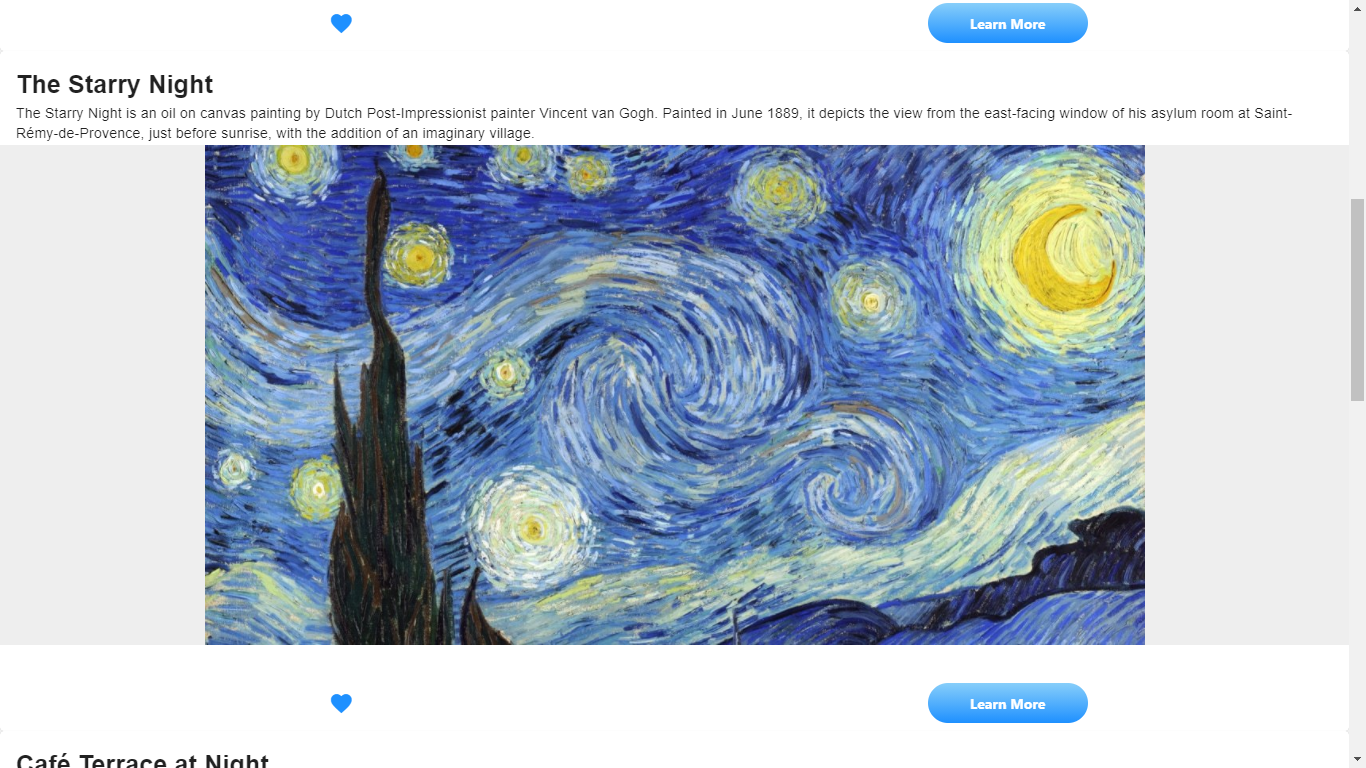 Learn More
The Starry Night
The Starry Night is an oil on canvas painting by Dutch Post-Impressionist painter Vincent van Gogh. Painted in June 1889, it depicts the view from the east-facing window of his asylum room at Saint-
Rémy-de-Provence, just before sunrise, with the addition of an imaginary village.
Learn More
Café Terrace at Night